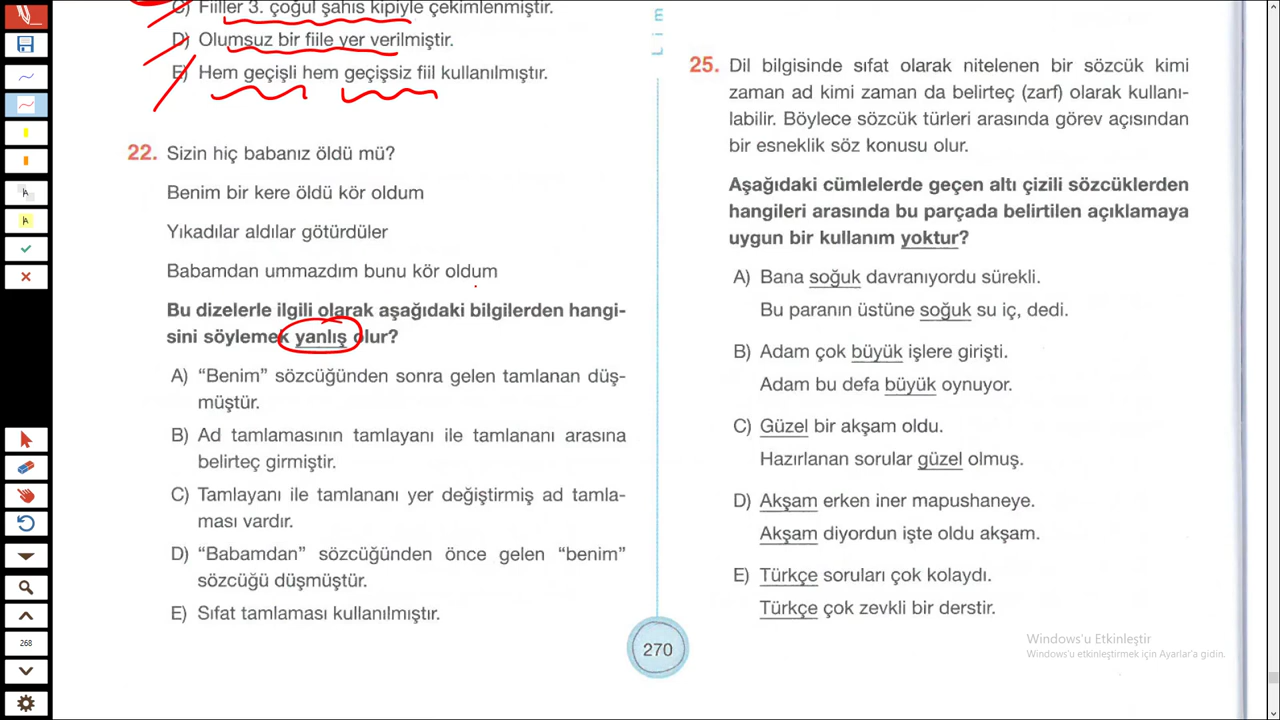 C) Fiiller 3. çoğul şahıs kipiyle çekimlenmiştir.
D) Olumsuz bir fiile yer verilmiştir.
E) Hem geçişli hem geçişsiz fiil kullanılmıştır.
22. Sizin hiç babanız öldü mü?
Benim bir kere öldü kör oldum
Yıkadılar aldılar götürdüler
Babamdan ummazdım bunu kör oldum
Bu dizelerle ilgili olarak aşağıdaki bilgilerden hangi-
sini söylemek yanlış olur?
A) “Benim” sözcüğünden sonra gelen tamlanan düş-
müştür.
B) Ad tamlamasının tamlayanı ile tamlananı arasına
belirteç girmiştir.
C) Tamlayanı ile tamlananı yer değiştirmiş ad tamla-
ması vardır.
D) “Babamdan” sözcüğünden önce gelen “benim”
sözcüğü düşmüştür.
E) Sıfat tamlaması kullanılmıştır.
Lim
270
25. Dil bilgisinde sıfat olarak nitelenen bir sözcük kimi
zaman ad kimi zaman da belirteç (zarf) olarak kullanı-
labilir. Böylece sözcük türleri arasında görev açısından
bir esneklik söz konusu olur.
Aşağıdaki cümlelerde geçen altı çizili sözcüklerden
hangileri arasında bu parçada belirtilen açıklamaya
uygun bir kullanım yoktur?
A) Bana soğuk davranıyordu sürekli.
Bu paranın üstüne soğuk su iç, dedi.
B) Adam çok büyük işlere girişti.
Adam bu defa büyük oynuyor.
C) Güzel bir akşam oldu.
Hazırlanan sorular güzel olmuş.
D) Akşam erken iner mapushaneye.
Akşam diyordun işte oldu akşam.
E) Türkçe soruları çok kolaydı.
Türkçe çok zevkli bir derstir.
Windows'u Etkinleştir
Windows'u etkinleştirmek için Ayarlar'a gidin.
268